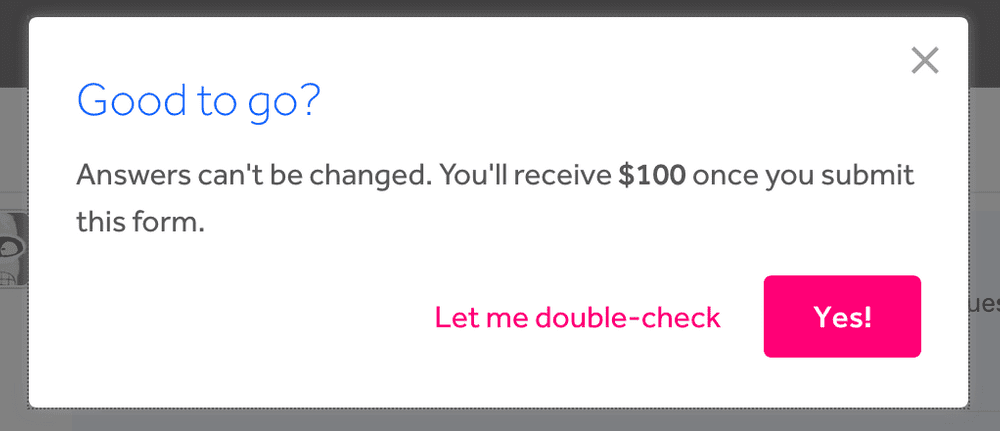 Good to go?
Answers can't be changed. You'll receive $100 once you submit
this form.
Let me double-check
Yes!